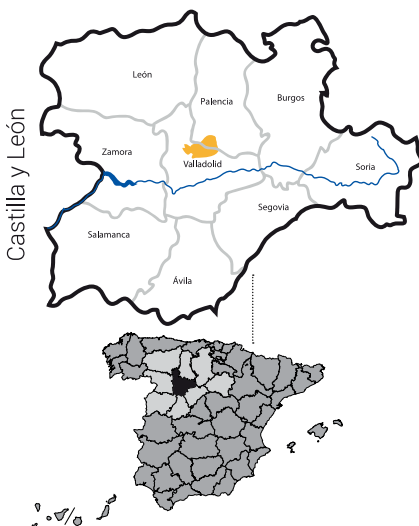 Castilla y León
León
Palencia
Burgos
Zamora
Valladolid
Soria
Salamanca
Segovia
Ávila